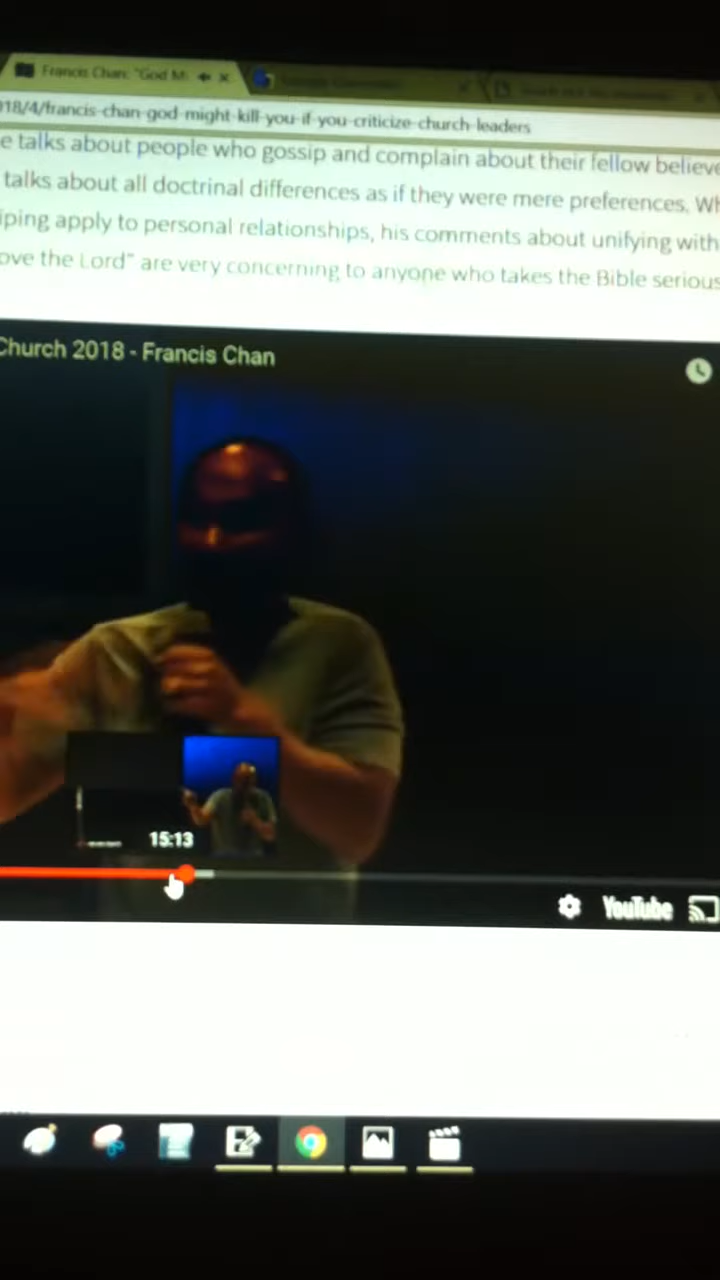 Francis Chan: "God Mi
018/4/francis-chan-god-might-kill-you-if-you-criticize-church-leaders
e talks about people who gossip and complain about their fellow believe
talks about all doctrinal differences as if they were mere preferences. Wh
iping apply to personal relationships, his comments about unifying with
ove the Lord" are very concerning to anyone who takes the Bible serious
Church 2018 - Francis Chan
15:13
YouTube